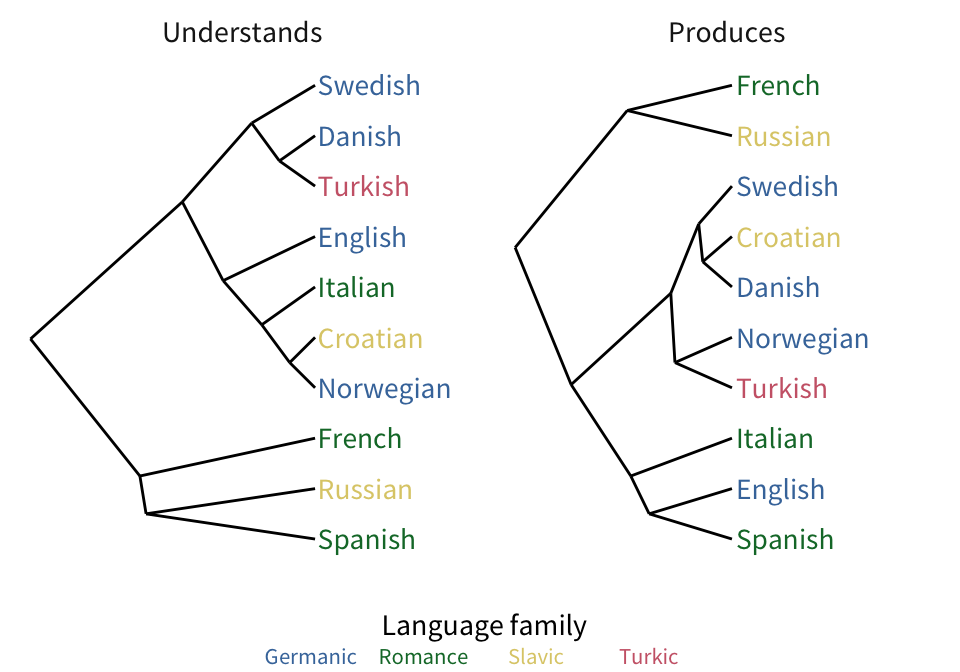 Understands
Swedish
Danish
Turkish
English
Italian
Croatian
Norwegian
French
Russian
Spanish
Produces
French
Russian
Swedish
Croatian
Danish
Norwegian
Turkish
Italian
English
Spanish
Language family
Germanic Romance Slavic Turkic